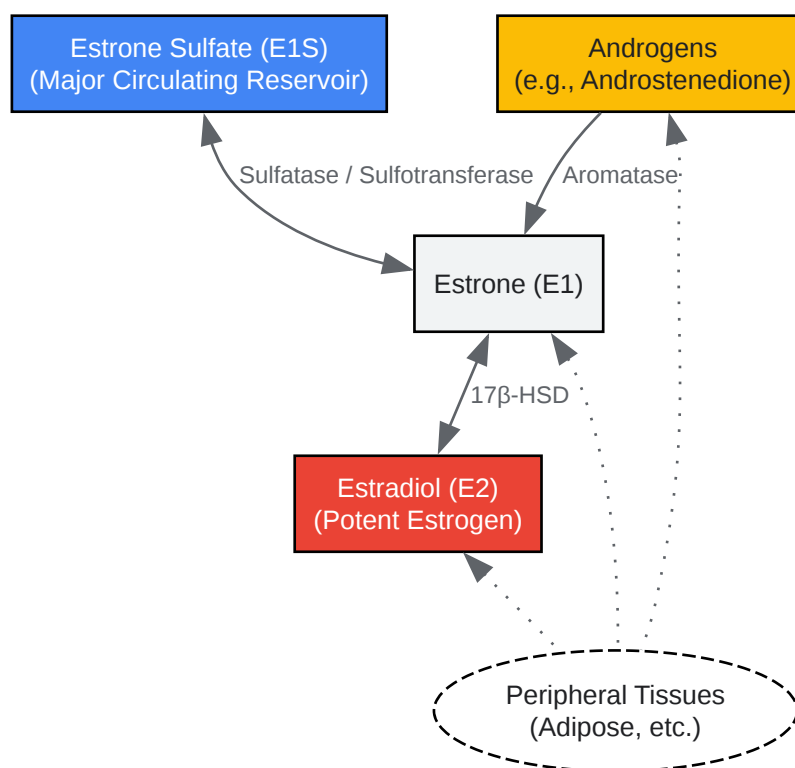 Estrone Sulfate (E1S)
(Major Circulating Reservoir)
Androgens
(e.g., Androstenedione)
Sulfatase / Sulfotransferase
Aromatase
Estrone (E1)
17β-HSD
Estradiol (E2)
(Potent Estrogen)
Peripheral Tissues
(Adipose, etc.)